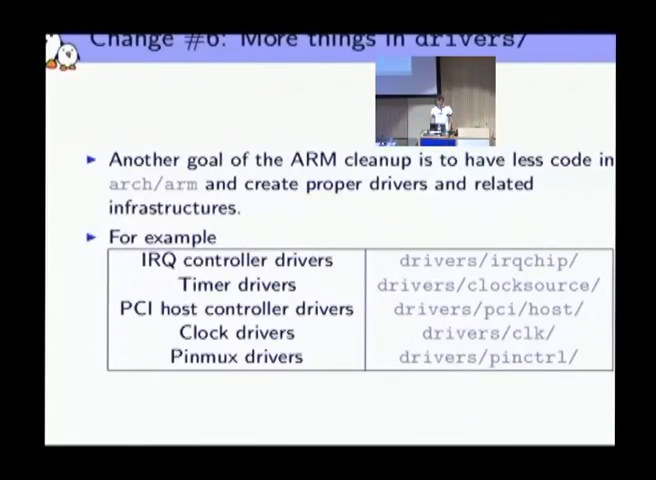 Change #6: More things in drivers/
▶ Another goal of the ARM cleanup is to have less code in
arch/arm and create proper drivers and related
infrastructures.
▶ For example
IRQ controller drivers drivers/irqchip/
Timer drivers drivers/clocksource/
PCI host controller drivers drivers/pci/host/
Clock drivers drivers/clk/
Pinmux drivers drivers/pinctrl/